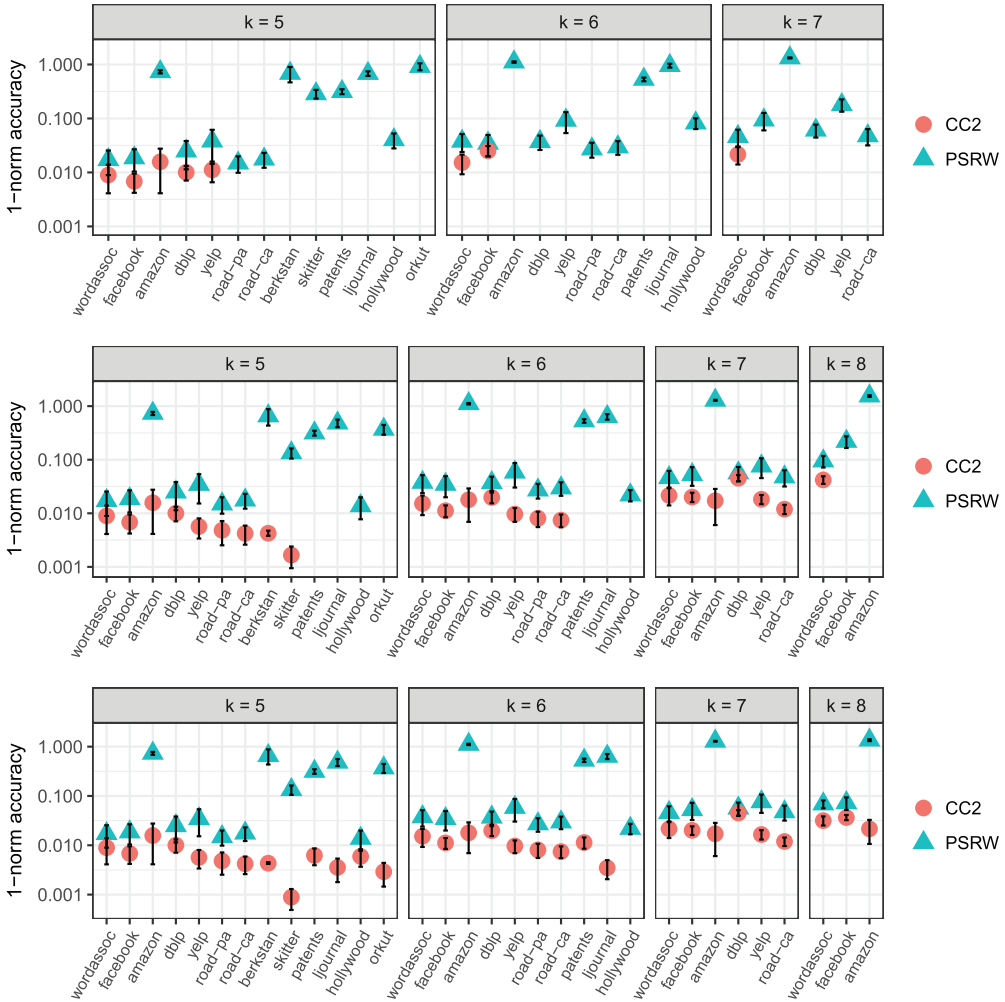 k = 5
k = 6
k = 7
1−norm accuracy
1.000
0.100
0.010
0.001
wordassoc
facebook
amazon
dblp
yelp
road−pa
road−ca
berkstan
skitter
patents
ljournal
hollywood
orkut
wordassoc
facebook
amazon
dblp
yelp
road−pa
road−ca
patents
ljournal
hollywood
wordassoc
facebook
amazon
dblp
yelp
road−ca
CC2
PSRW
k = 5
k = 6
k = 7
k = 8
1−norm accuracy
1.000
0.100
0.010
0.001
wordassoc
facebook
amazon
dblp
yelp
road−pa
road−ca
berkstan
skitter
patents
ljournal
hollywood
orkut
wordassoc
facebook
amazon
dblp
yelp
road−pa
road−ca
patents
ljournal
hollywood
wordassoc
facebook
amazon
dblp
yelp
road−ca
wordassoc
facebook
amazon
CC2
PSRW
k = 5
k = 6
k = 7
k = 8
1−norm accuracy
1.000
0.100
0.010
0.001
wordassoc
facebook
amazon
dblp
yelp
road−pa
road−ca
berkstan
skitter
patents
ljournal
hollywood
orkut
wordassoc
facebook
amazon
dblp
yelp
road−pa
road−ca
patents
ljournal
hollywood
wordassoc
facebook
amazon
dblp
yelp
road−ca
wordassoc
facebook
amazon
CC2
PSRW